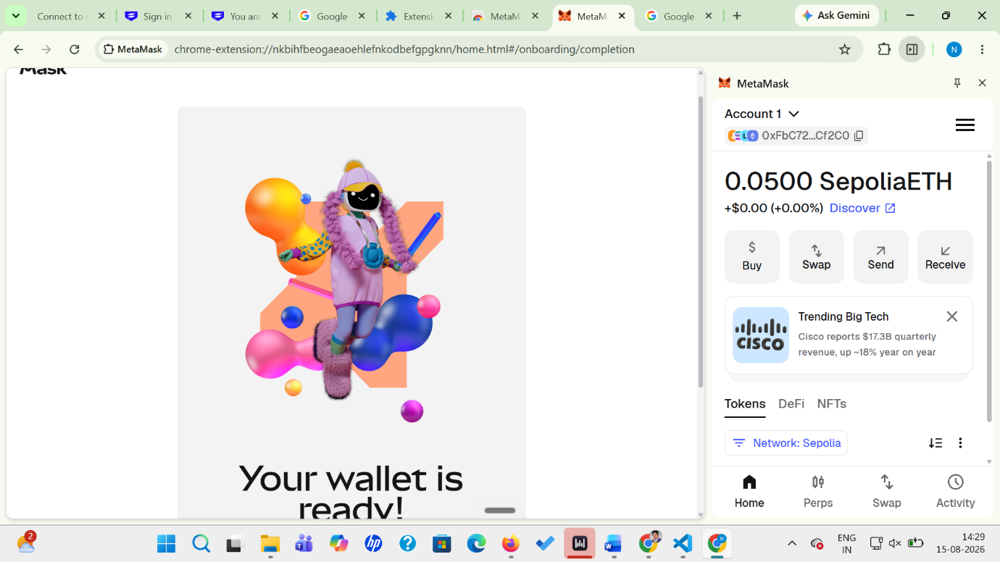 Connect to
Sign in
You are
Google
Extensi
MetaM
MetaM
Google
Ask Gemini
MetaMask
chrome-extension://nkbihfbeogaeaoehlefnkodbefgpgknn/home.html#/onboarding/completion
N
Mask
Your wallet is
ready!
MetaMask
Account 1
0xFbC72...Cf2C0
0.0500 SepoliaETH
+$0.00 (+0.00%) Discover
$
Buy
Swap
Send
Receive
CISCO
Trending Big Tech
Cisco reports $17.3B quarterly
revenue, up ~18% year on year
Tokens DeFi NFTs
Network: Sepolia
Home
Perps
Swap
Activity
2
hp
ENG
IN
14:29
15-08-2026